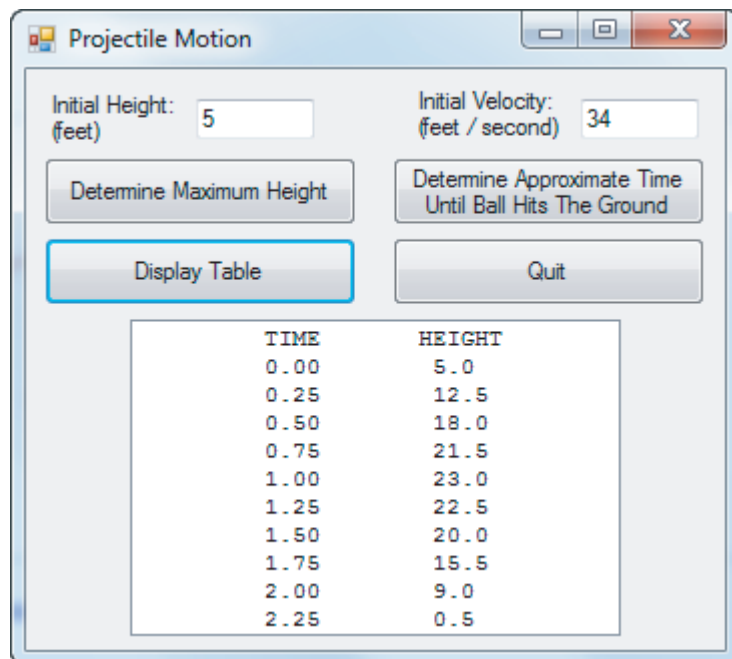 Projectile Motion
Initial Height:
(feet)
5
Initial Velocity:
(feet / second)
34
Determine Maximum Height
Determine Approximate Time
Until Ball Hits The Ground
Display Table
Quit
TIME HEIGHT
0.00 5.0
0.25 12.5
0.50 18.0
0.75 21.5
1.00 23.0
1.25 22.5
1.50 20.0
1.75 15.5
2.00 9.0
2.25 0.5